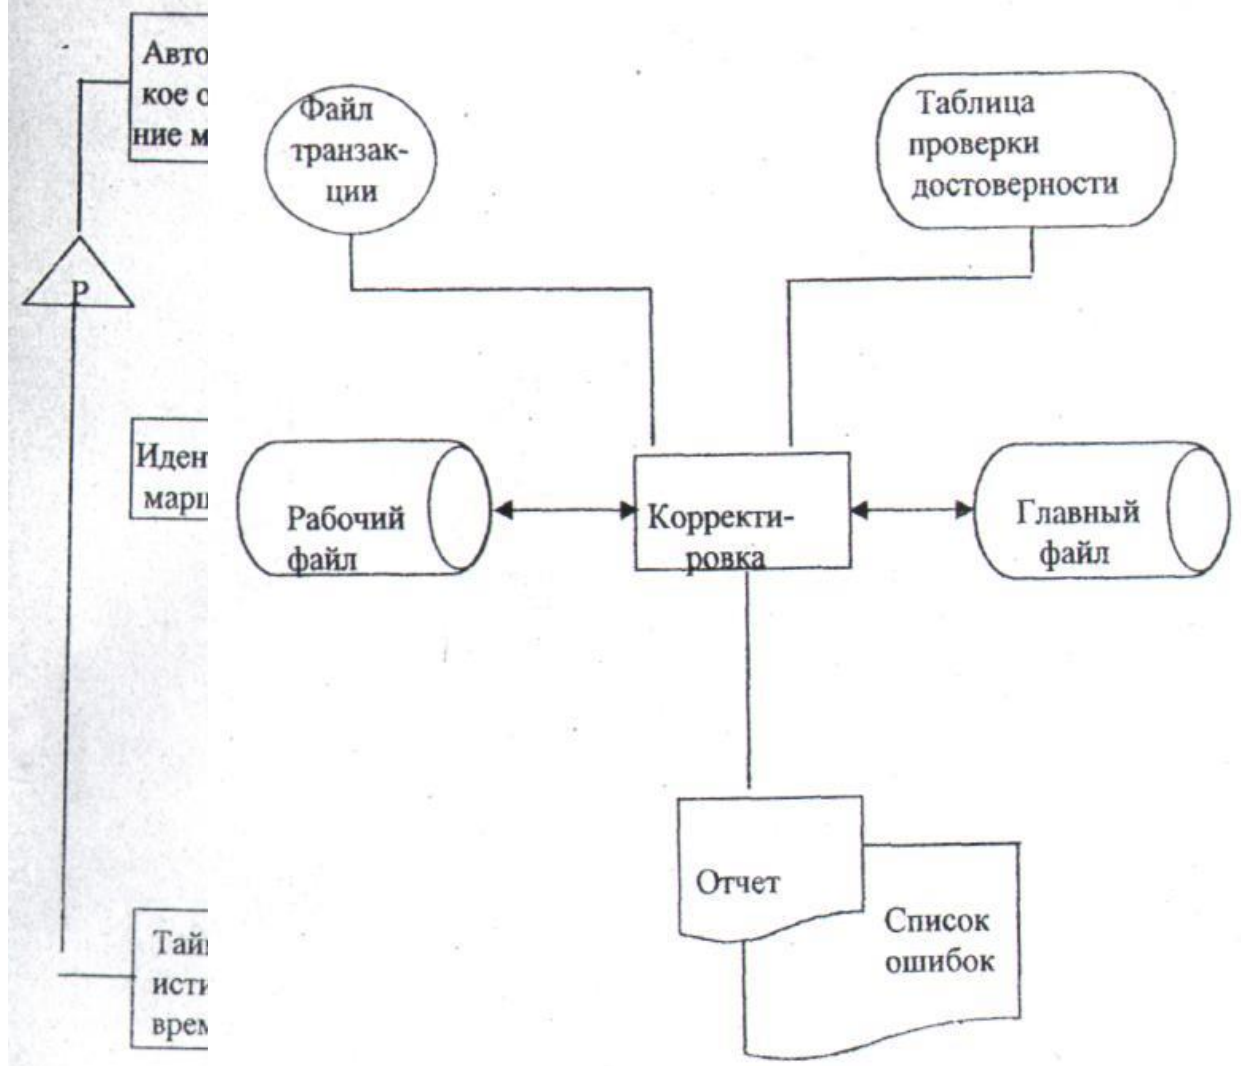 Авто
кое о
ние м
Р
Иден
марш
Тайм
исти
врем
Файл
транзак-
ции
Таблица
проверки
достоверности
Рабочий
файл
Корректи-
ровка
Главный
файл
Отчет
Список
ошибок